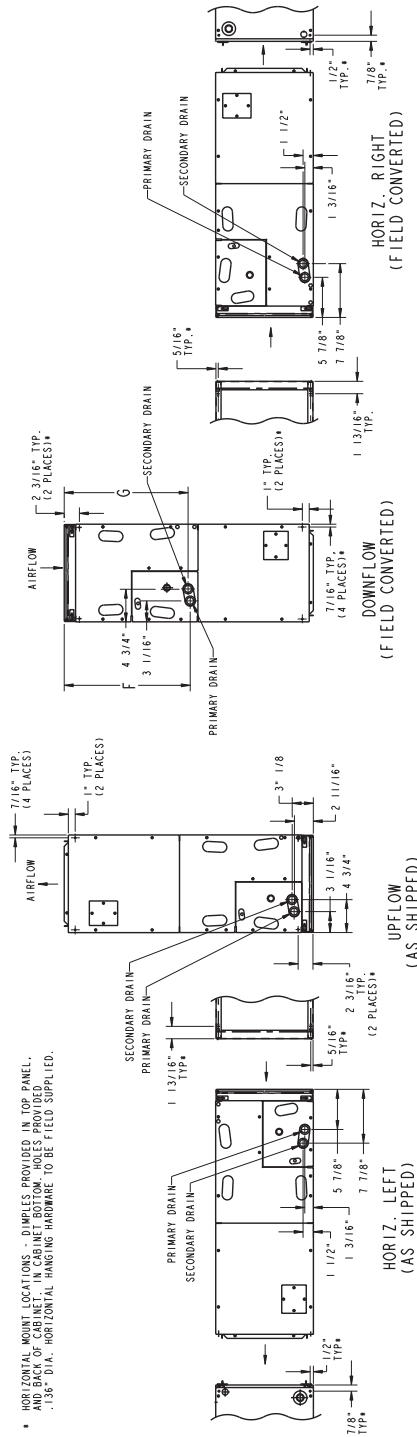 * HORIZONTAL MOUNT LOCATIONS - DIMPLES PROVIDED IN TOP PANEL,
AND BACK OF CABINET. IN CABINET BOTTOM, HOLES PROVIDED
.136" DIA. HORIZONTAL HANGING HARDWARE TO BE FIELD SUPPLIED.
7/8"
TYP*
1/2"
TYP*
PRIMARY DRAIN
SECONDARY DRAIN
1 1/2"
1 3/16"
5 7/8"
7 7/8"
HORIZ. LEFT
(AS SHIPPED)
1 13/16"
TYP*
5/16"
TYP*
AIRFLOW
7/16" TYP.
(4 PLACES)
1" TYP.
(2 PLACES)
SECONDARY DRAIN
PRIMARY DRAIN
3" 1/8
2 11/16"
3 1/16"
4 3/4"
2 3/16"
TYP.
(2 PLACES)*
UPFLOW
(AS SHIPPED)
AIRFLOW
2 3/16" TYP.
(2 PLACES)*
F
G
4 3/4"
3 1/16"
PRIMARY DRAIN
SECONDARY DRAIN
1" TYP.
(2 PLACES)*
7/16" TYP,
(4 PLACES)*
DOWNFLOW
(FIELD CONVERTED)
5/16"
TYP.*
1 13/16"
TYP.
PRIMARY DRAIN
SECONDARY DRAIN
1 1/2"
1 3/16"
5 7/8"
7 7/8"
HORIZ. RIGHT
(FIELD CONVERTED)
1/2"
TYP.*
7/8"
TYP.*